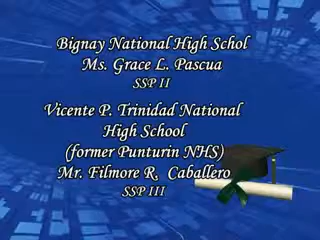 Bignay National High Schol
Ms. Grace L. Pascua
SSP II
Vicente P. Trinidad National
High School
(former Punturin NHS)
Mr. Filmore R. Caballero
SSP III